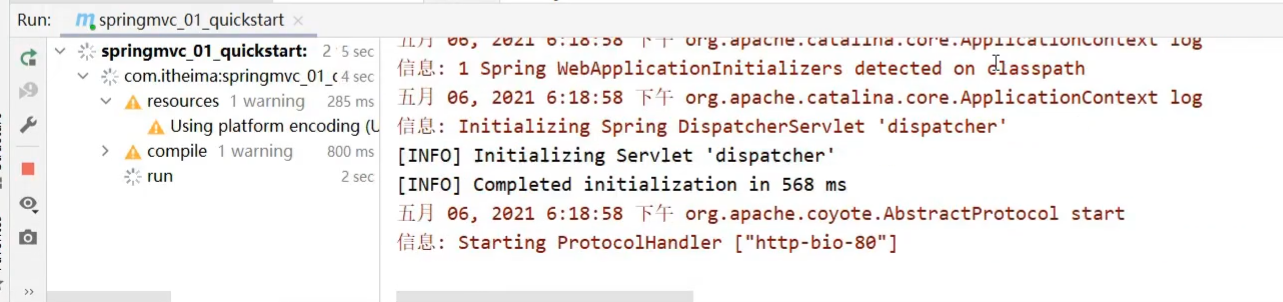 Run: springmvc_01_quickstart ×
springmvc_01_quickstart: 2 5 sec
com.itheima:springmvc_01_c 4 sec
resources 1 warning 285 ms
Using platform encoding (U
compile 1 warning 800 ms
run 2 sec
五月 06, 2021 6:18:58 下午 org.apache.catalina.core.ApplicationContext log
信息: 1 Spring WebApplicationInitializers detected on classpath
五月 06, 2021 6:18:58 下午 org.apache.catalina.core.ApplicationContext log
信息: Initializing Spring DispatcherServlet 'dispatcher'
[INFO] Initializing Servlet 'dispatcher'
[INFO] Completed initialization in 568 ms
五月 06, 2021 6:18:58 下午 org.apache.coyote.AbstractProtocol start
信息: Starting ProtocolHandler ["http-bio-80"]